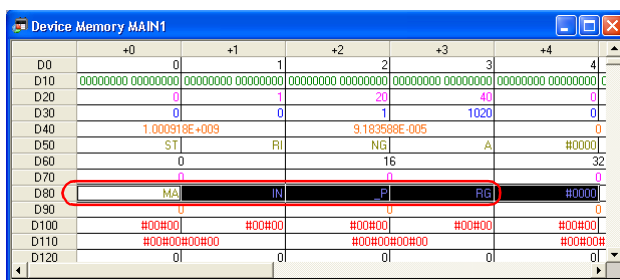 Device Memory MAIN1
+0 +1 +2 +3 +4
D0 0 1 2 3 4
D10 00000000 00000000 00000000 00000000 00000000 00000000 00000000 00000000 00000000 00000000
D20 0 1 20 40 0
D30 0 0 1 1020 0
D40 1.000918E+009 9.183588E-005 0
D50 ST RI NG A #0000
D60 0 16 32
D70 0 0 0
D80 MA IN _P RG #0000
D90 0 0 0
D100 #00#00 #00#00 #00#00 #00#00 #00#00
D110 #00#00#00#00 #00#00#00#00 #00#00#
D120 0 0 0 0 0